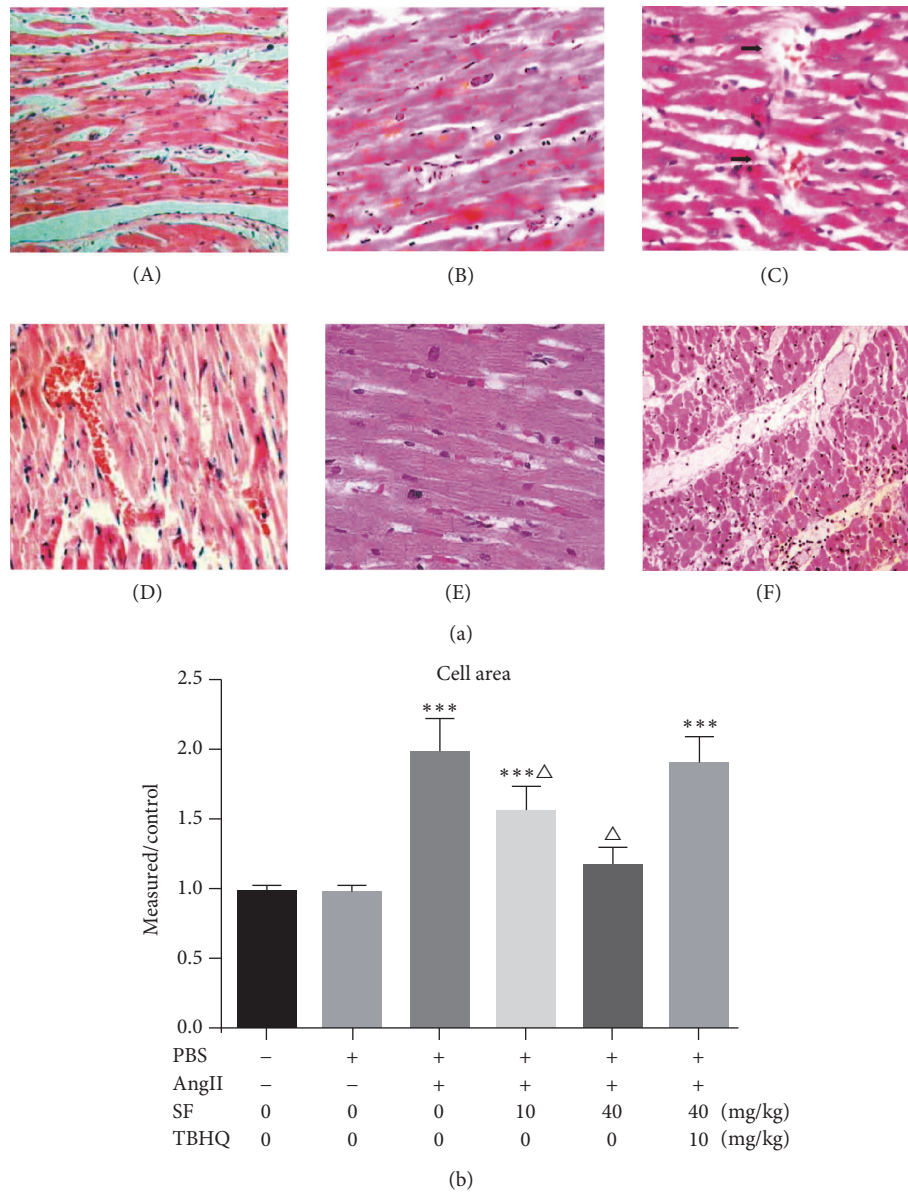 (A) (B) (C)
(D) (E) (F)
(a)
Cell area
2.5
2.0
1.5
1.0
0.5
0.0
Measured/control
***
***△
△
***
PBS − + + + + +
AngII − − + + + +
SF 0 0 0 10 40 40 (mg/kg)
TBHQ 0 0 0 0 0 10 (mg/kg)
(b)